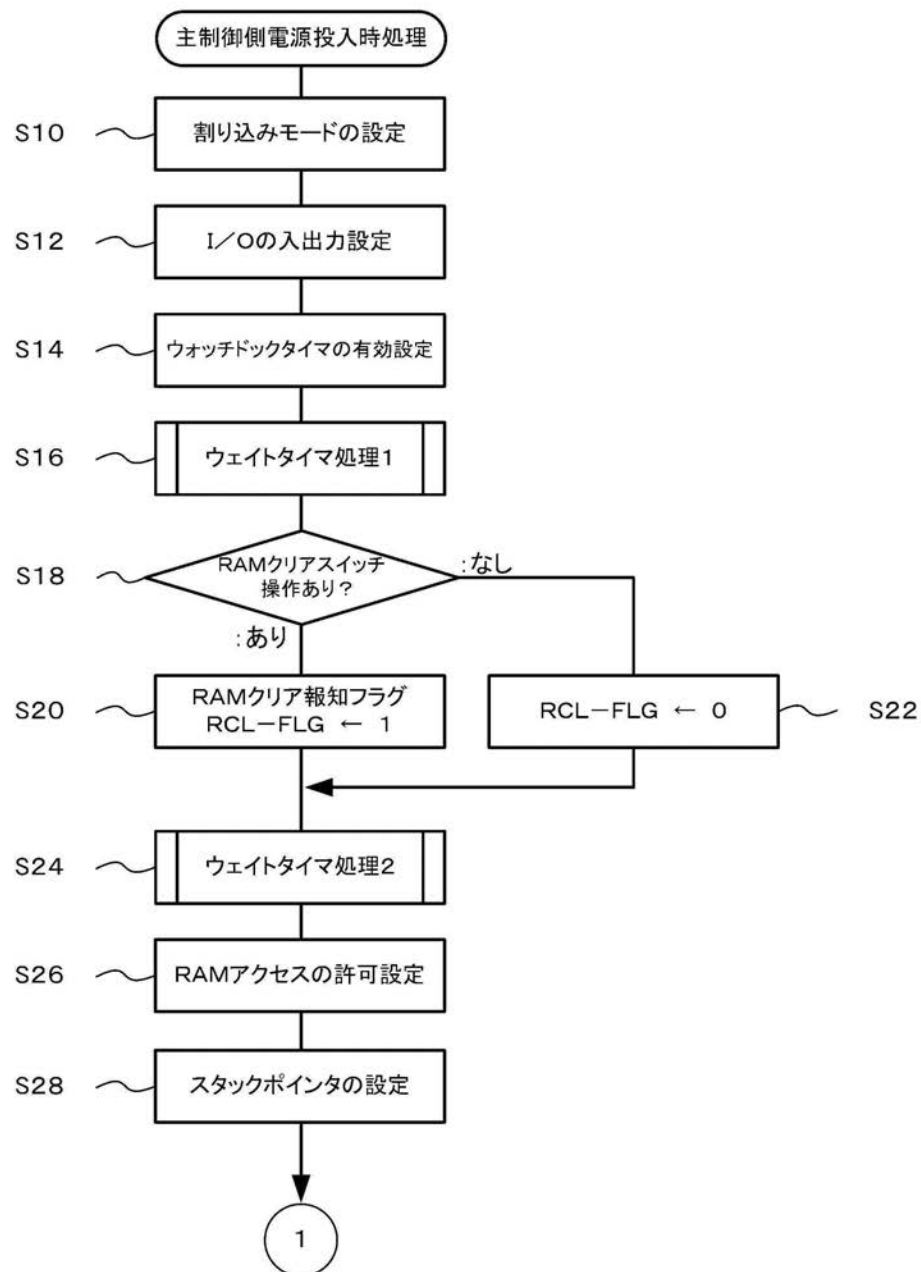 主制御側電源投入時処理
S10
割り込みモードの設定
S12
I/Oの入出力設定
S14
ウォッチドックタイマの有効設定
S16
ウェイトタイマ処理1
S18
RAMクリアスイッチ
操作あり?
:なし
:あり
S20
RAMクリア報知フラグ
RCL-FLG ← 1
RCL-FLG ← 0
S22
S24
ウェイトタイマ処理2
S26
RAMアクセスの許可設定
S28
スタックポインタの設定
1